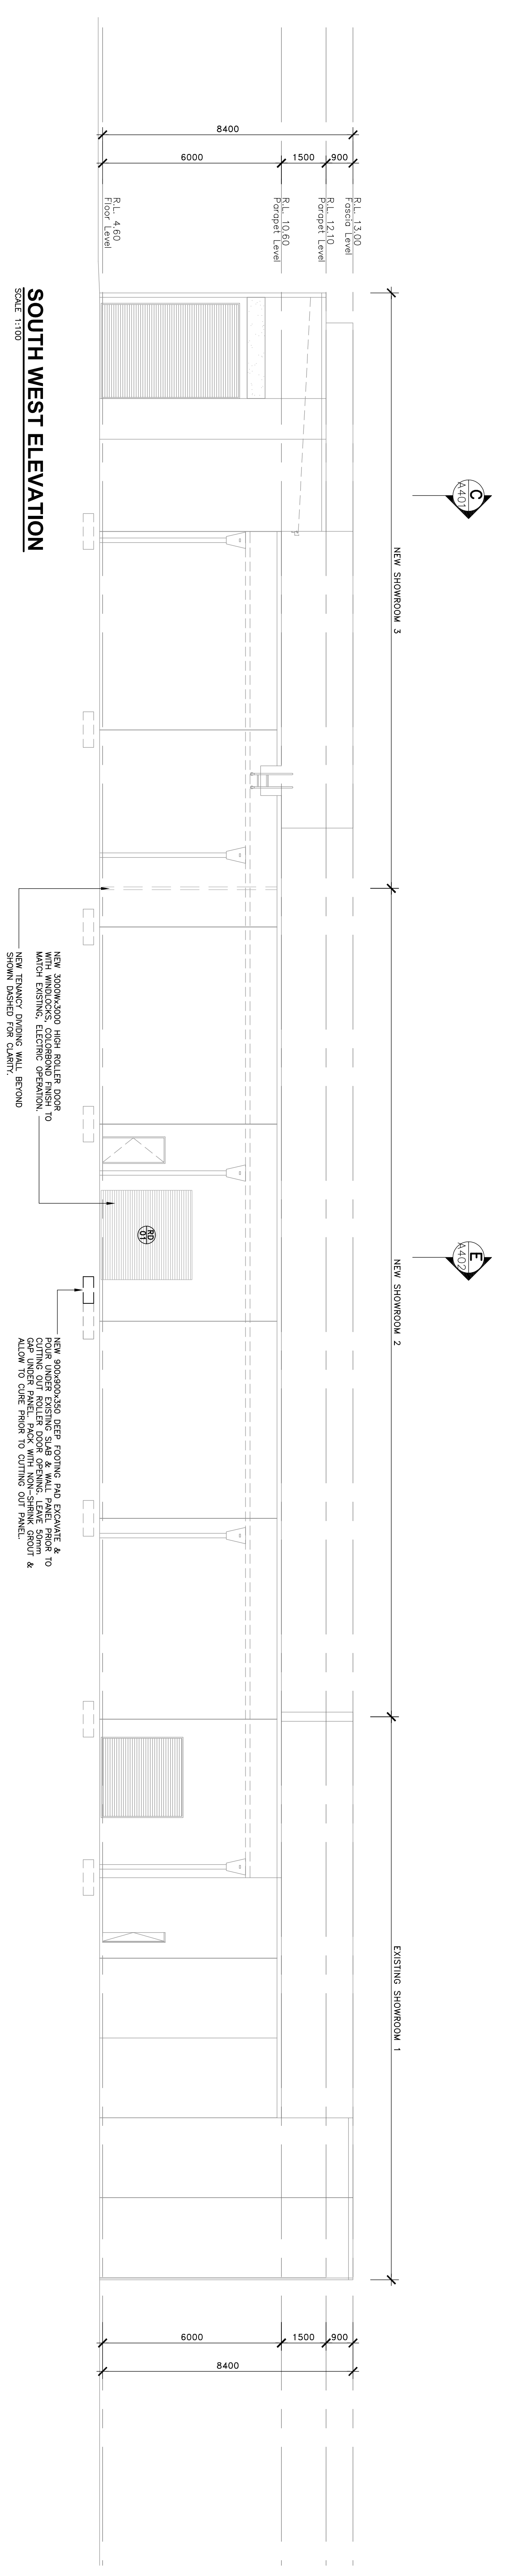 C
A401
E
A402
NEW SHOWROOM 3
NEW SHOWROOM 2
EXISTING SHOWROOM 1
8400
6000
1500
900
R.L. 13.00
Fascia Level
R.L. 12.10
Parapet Level
R.L. 10.60
Parapet Level
R.L. 4.60
Floor Level
RD
01
900
1500
6000
8400
NEW 3000Wx3000 HIGH ROLLER DOOR
WITH WINDLOCKS, COLORBOND FINISH TO
MATCH EXISTING, ELECTRIC OPERATION.
NEW TENANCY DIVIDING WALL BEYOND
SHOWN DASHED FOR CLARITY.
NEW 900x900x350 DEEP FOOTING PAD EXCAVATE &
POUR UNDER EXISTING SLAB & WALL PANEL PRIOR TO
CUTTING OUT ROLLER DOOR OPENING. LEAVE 50mm
GAP UNDER PANEL. PACK WITH NON-SHRINK GROUT &
ALLOW TO CURE PRIOR TO CUTTING OUT PANEL.
SOUTH WEST ELEVATION
SCALE 1:100